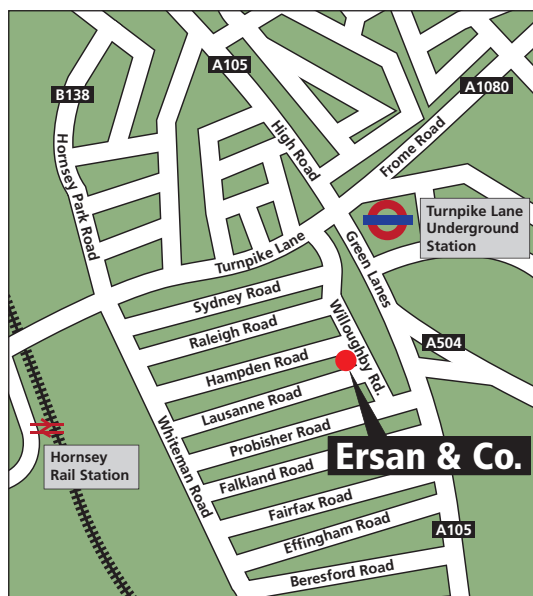 A105
B138
A1080
High Road
Frome Road
Hornsey Park Road
Turnpike Lane
Underground
Station
Turnpike Lane
Green Lanes
Sydney Road
Raleigh Road
Willoughby Rd.
A504
Hampden Road
Lausanne Road
Whiteman Road
Probisher Road
Ersan & Co.
Hornsey
Rail Station
Falkland Road
Fairfax Road
Effingham Road
A105
Beresford Road